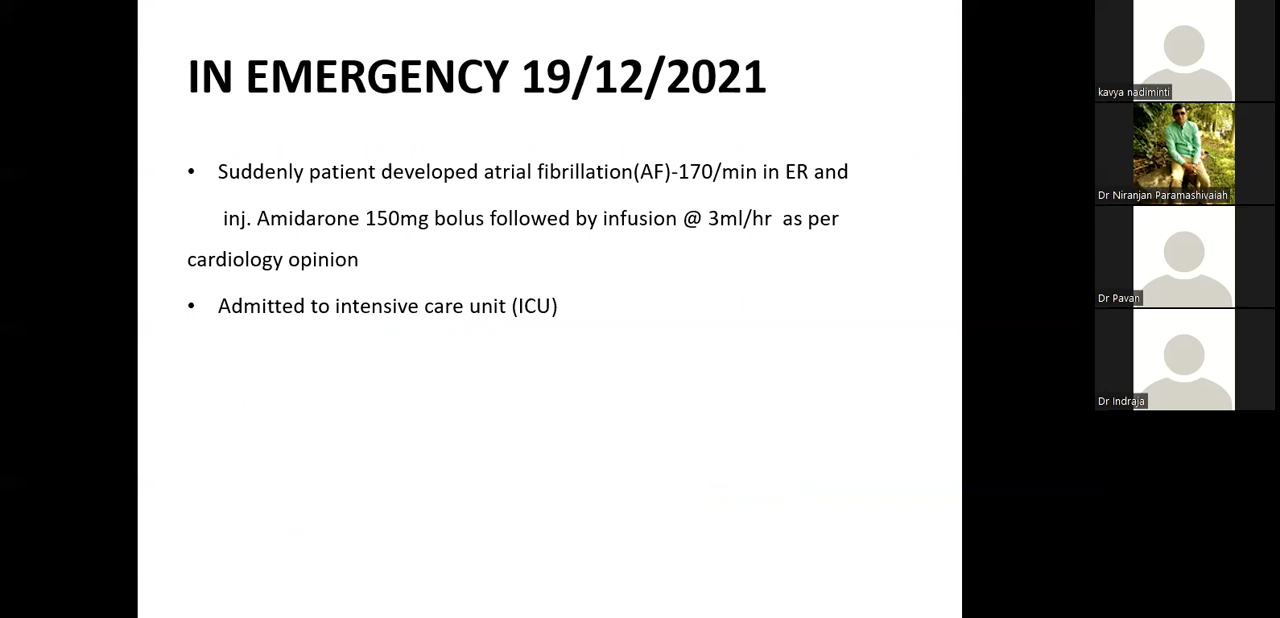 IN EMERGENCY 19/12/2021
• Suddenly patient developed atrial fibrillation(AF)-170/min in ER and
inj. Amidarone 150mg bolus followed by infusion @ 3ml/hr as per
cardiology opinion
• Admitted to intensive care unit (ICU)
kavya nadiminti
Dr Niranjan Paramashivaiah
Dr Pavan
Dr Indraja